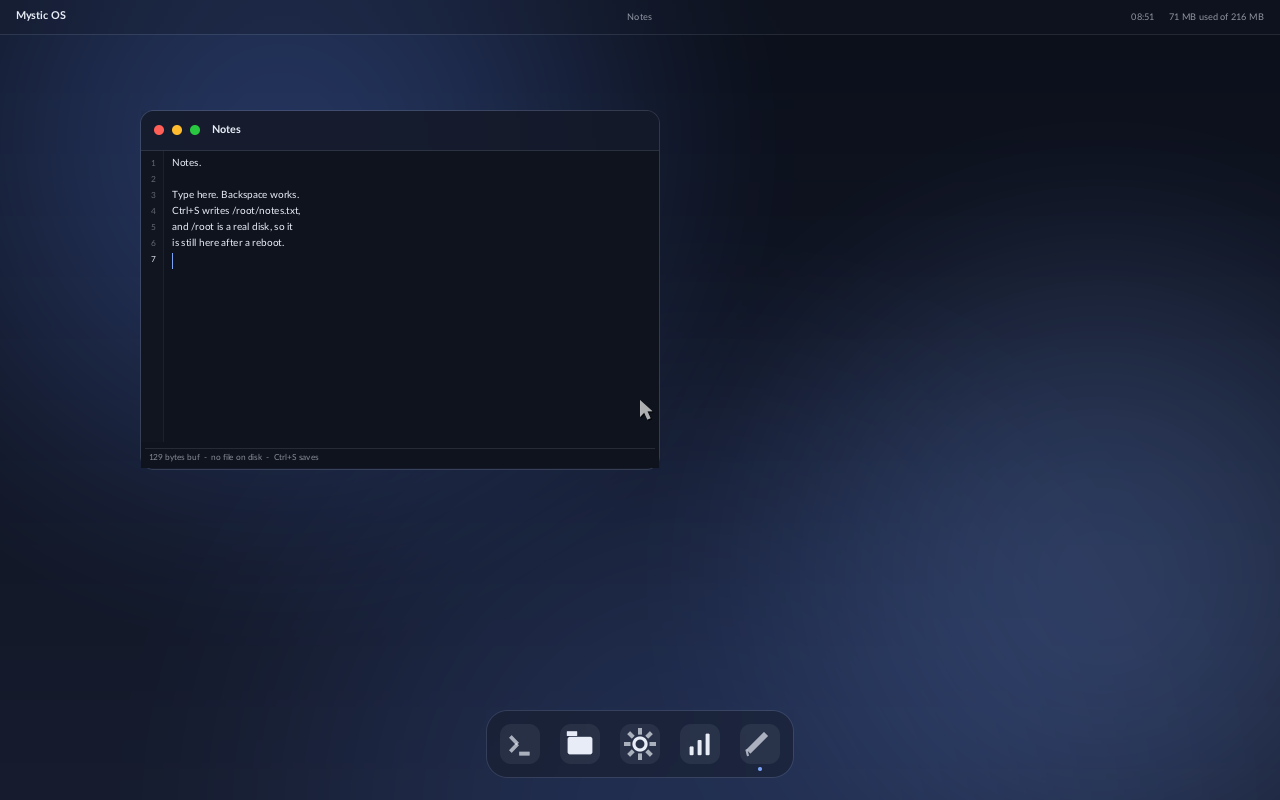 Mystic OS
Notes
08:51
71 MB used of 216 MB
Notes
1 Notes.
2
3 Type here. Backspace works.
4 Ctrl+S writes /root/notes.txt,
5 and /root is a real disk, so it
6 is still here after a reboot.
7
129 bytes buf - no file on disk - Ctrl+S saves